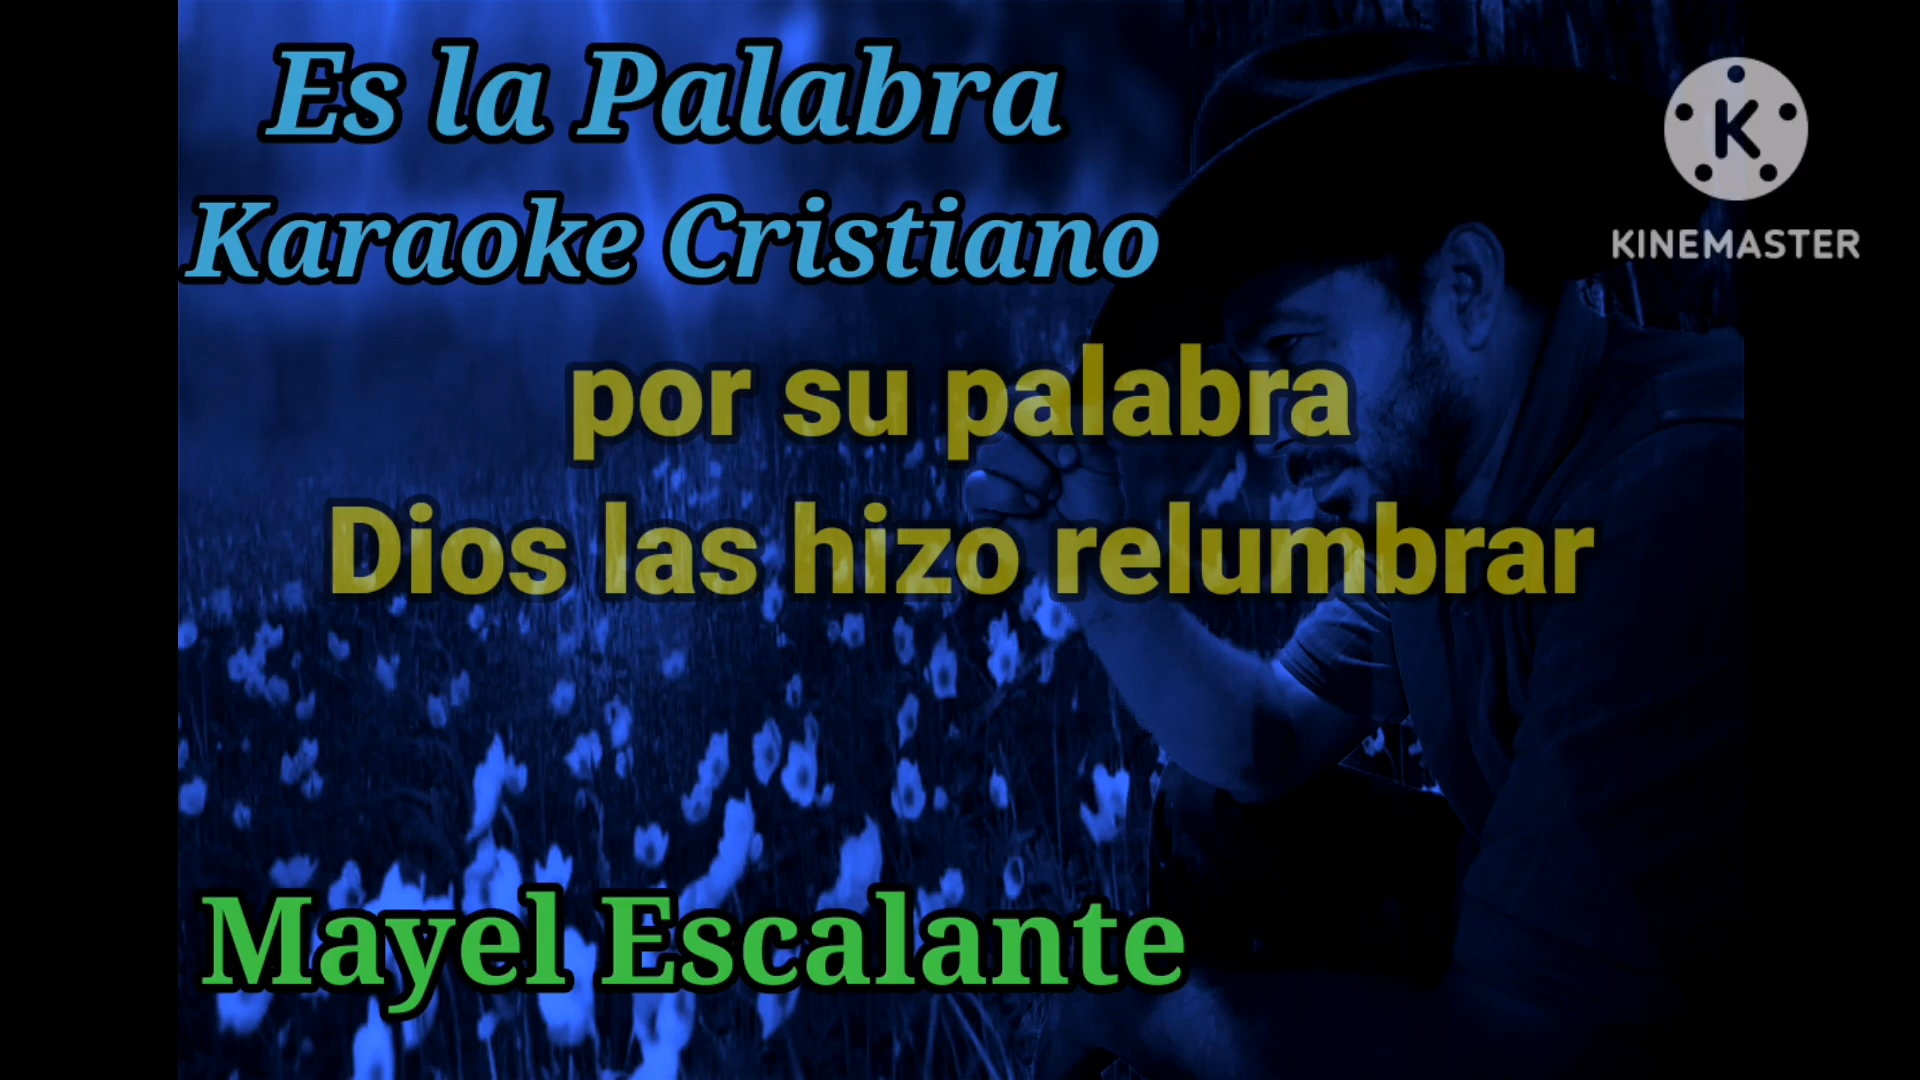 Es la Palabra
Karaoke Cristiano
K
KINEMASTER
por su palabra
Dios las hizo relumbrar
Mayel Escalante